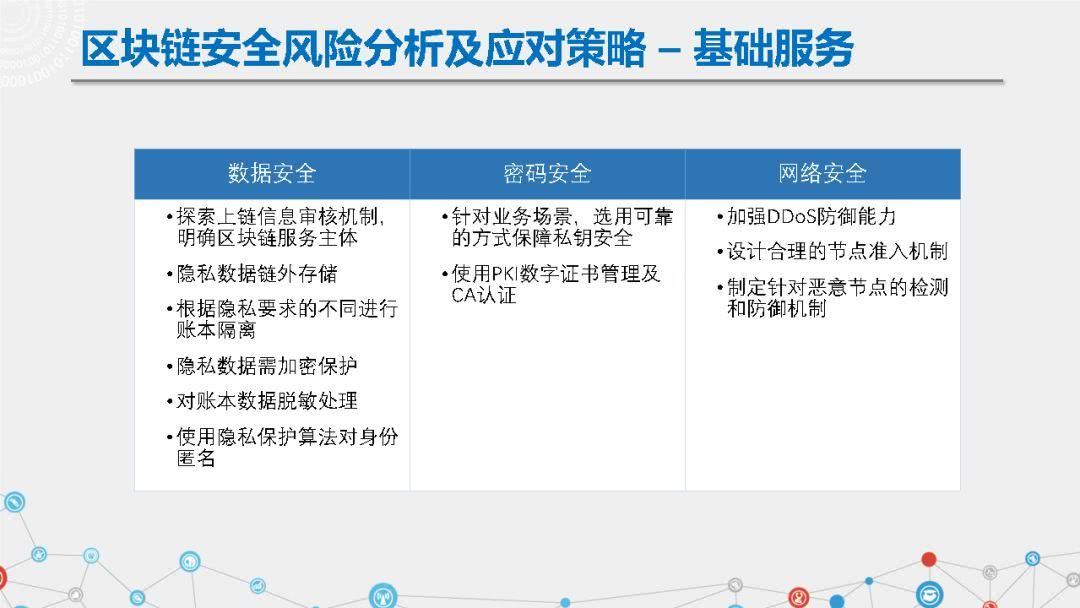 区块链安全风险分析及应对策略 – 基础服务
数据安全
•探索上链信息审核机制,
明确区块链服务主体
•隐私数据链外存储
•根据隐私要求的不同进行
账本隔离
•隐私数据需加密保护
•对账本数据脱敏处理
•使用隐私保护算法对身份
匿名
密码安全
•针对业务场景，选用可靠
的方式保障私钥安全
•使用PKI数字证书管理及
CA认证
网络安全
•加强DDoS防御能力
•设计合理的节点准入机制
•制定针对恶意节点的检测
和防御机制